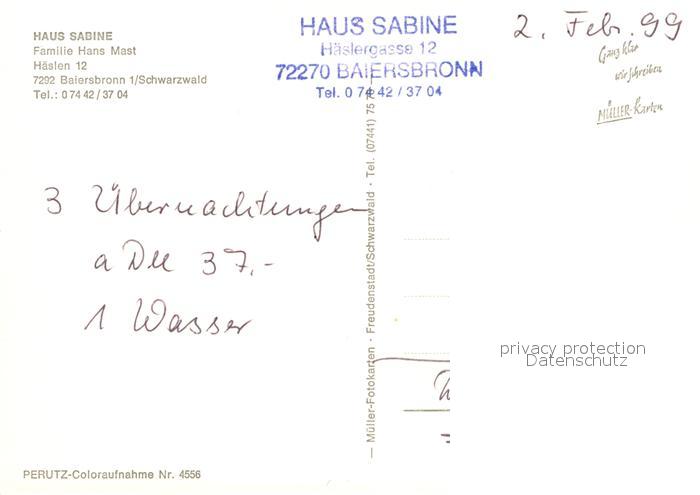 HAUS SABINE
Familie Hans Mast
Häslen 12
7292 Baiersbronn 1/Schwarzwald
Tel.: 0 74 42 / 37 04
HAUS SABINE
Häslergasse 12
72270 BAIERSBRONN
Tel. 0 74 42 / 37 04
2. Febr. 99
Ganz klar
wir schreiben
MÜLLER-Karten
3 Übernachtungen
a DM 37,-
1 Wasser
— Müller-Fotokarten · Freudenstadt/Schwarzwald · Tel. (07441) 75
privacy protection
Datenschutz
PERUTZ-Coloraufnahme Nr. 4556